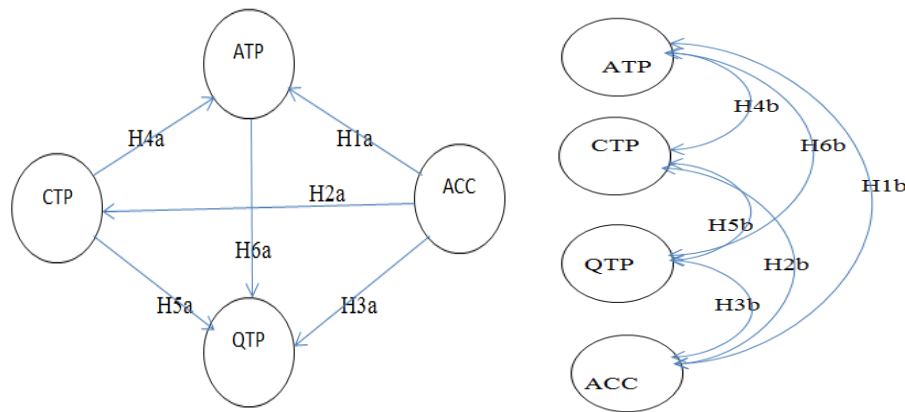 ATP
H4a
H1a
CTP
ACC
H2a
H6a
H5a
H3a
QTP
ATP
H4b
CTP
H6b
H1b
H5b
QTP
H2b
H3b
ACC